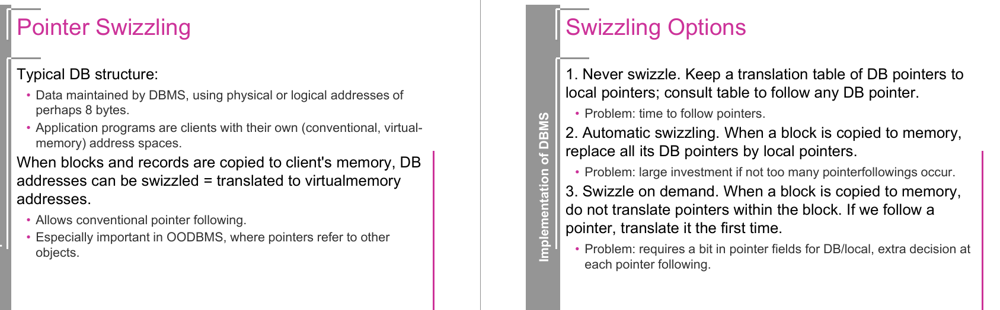 Pointer Swizzling
Typical DB structure:
• Data maintained by DBMS, using physical or logical addresses of
perhaps 8 bytes.
• Application programs are clients with their own (conventional, virtual-
memory) address spaces.
When blocks and records are copied to client's memory, DB
addresses can be swizzled = translated to virtualmemory
addresses.
• Allows conventional pointer following.
• Especially important in OODBMS, where pointers refer to other
objects.
Implementation of DBMS
Swizzling Options
1. Never swizzle. Keep a translation table of DB pointers to
local pointers; consult table to follow any DB pointer.
• Problem: time to follow pointers.
2. Automatic swizzling. When a block is copied to memory,
replace all its DB pointers by local pointers.
• Problem: large investment if not too many pointerfollowings occur.
3. Swizzle on demand. When a block is copied to memory,
do not translate pointers within the block. If we follow a
pointer, translate it the first time.
• Problem: requires a bit in pointer fields for DB/local, extra decision at
each pointer following.